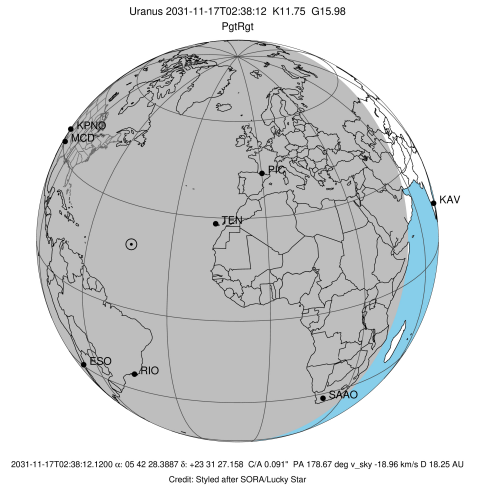 Uranus 2031-11-17T02:38:12 K11.75 G15.98
PgtRgt
KPNO
MCD
PIC
KAV
TEN
ESO
RIO
SAAO
2031-11-17T02:38:12.1200 α: 05 42 28.3887 δ: +23 31 27.158 C/A 0.091" PA 178.67 deg v_sky -18.96 km/s D 18.25 AU
Credit: Styled after SORA/Lucky Star